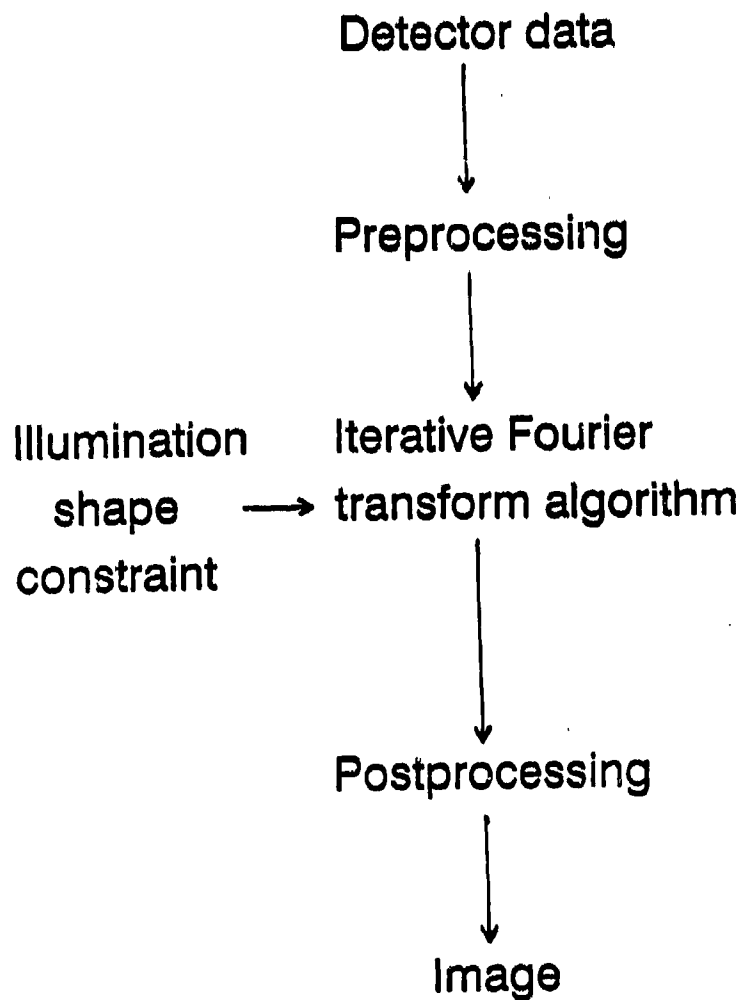 Detector data
Preprocessing
Illumination
shape
constraint
Iterative Fourier
transform algorithm
Postprocessing
Image